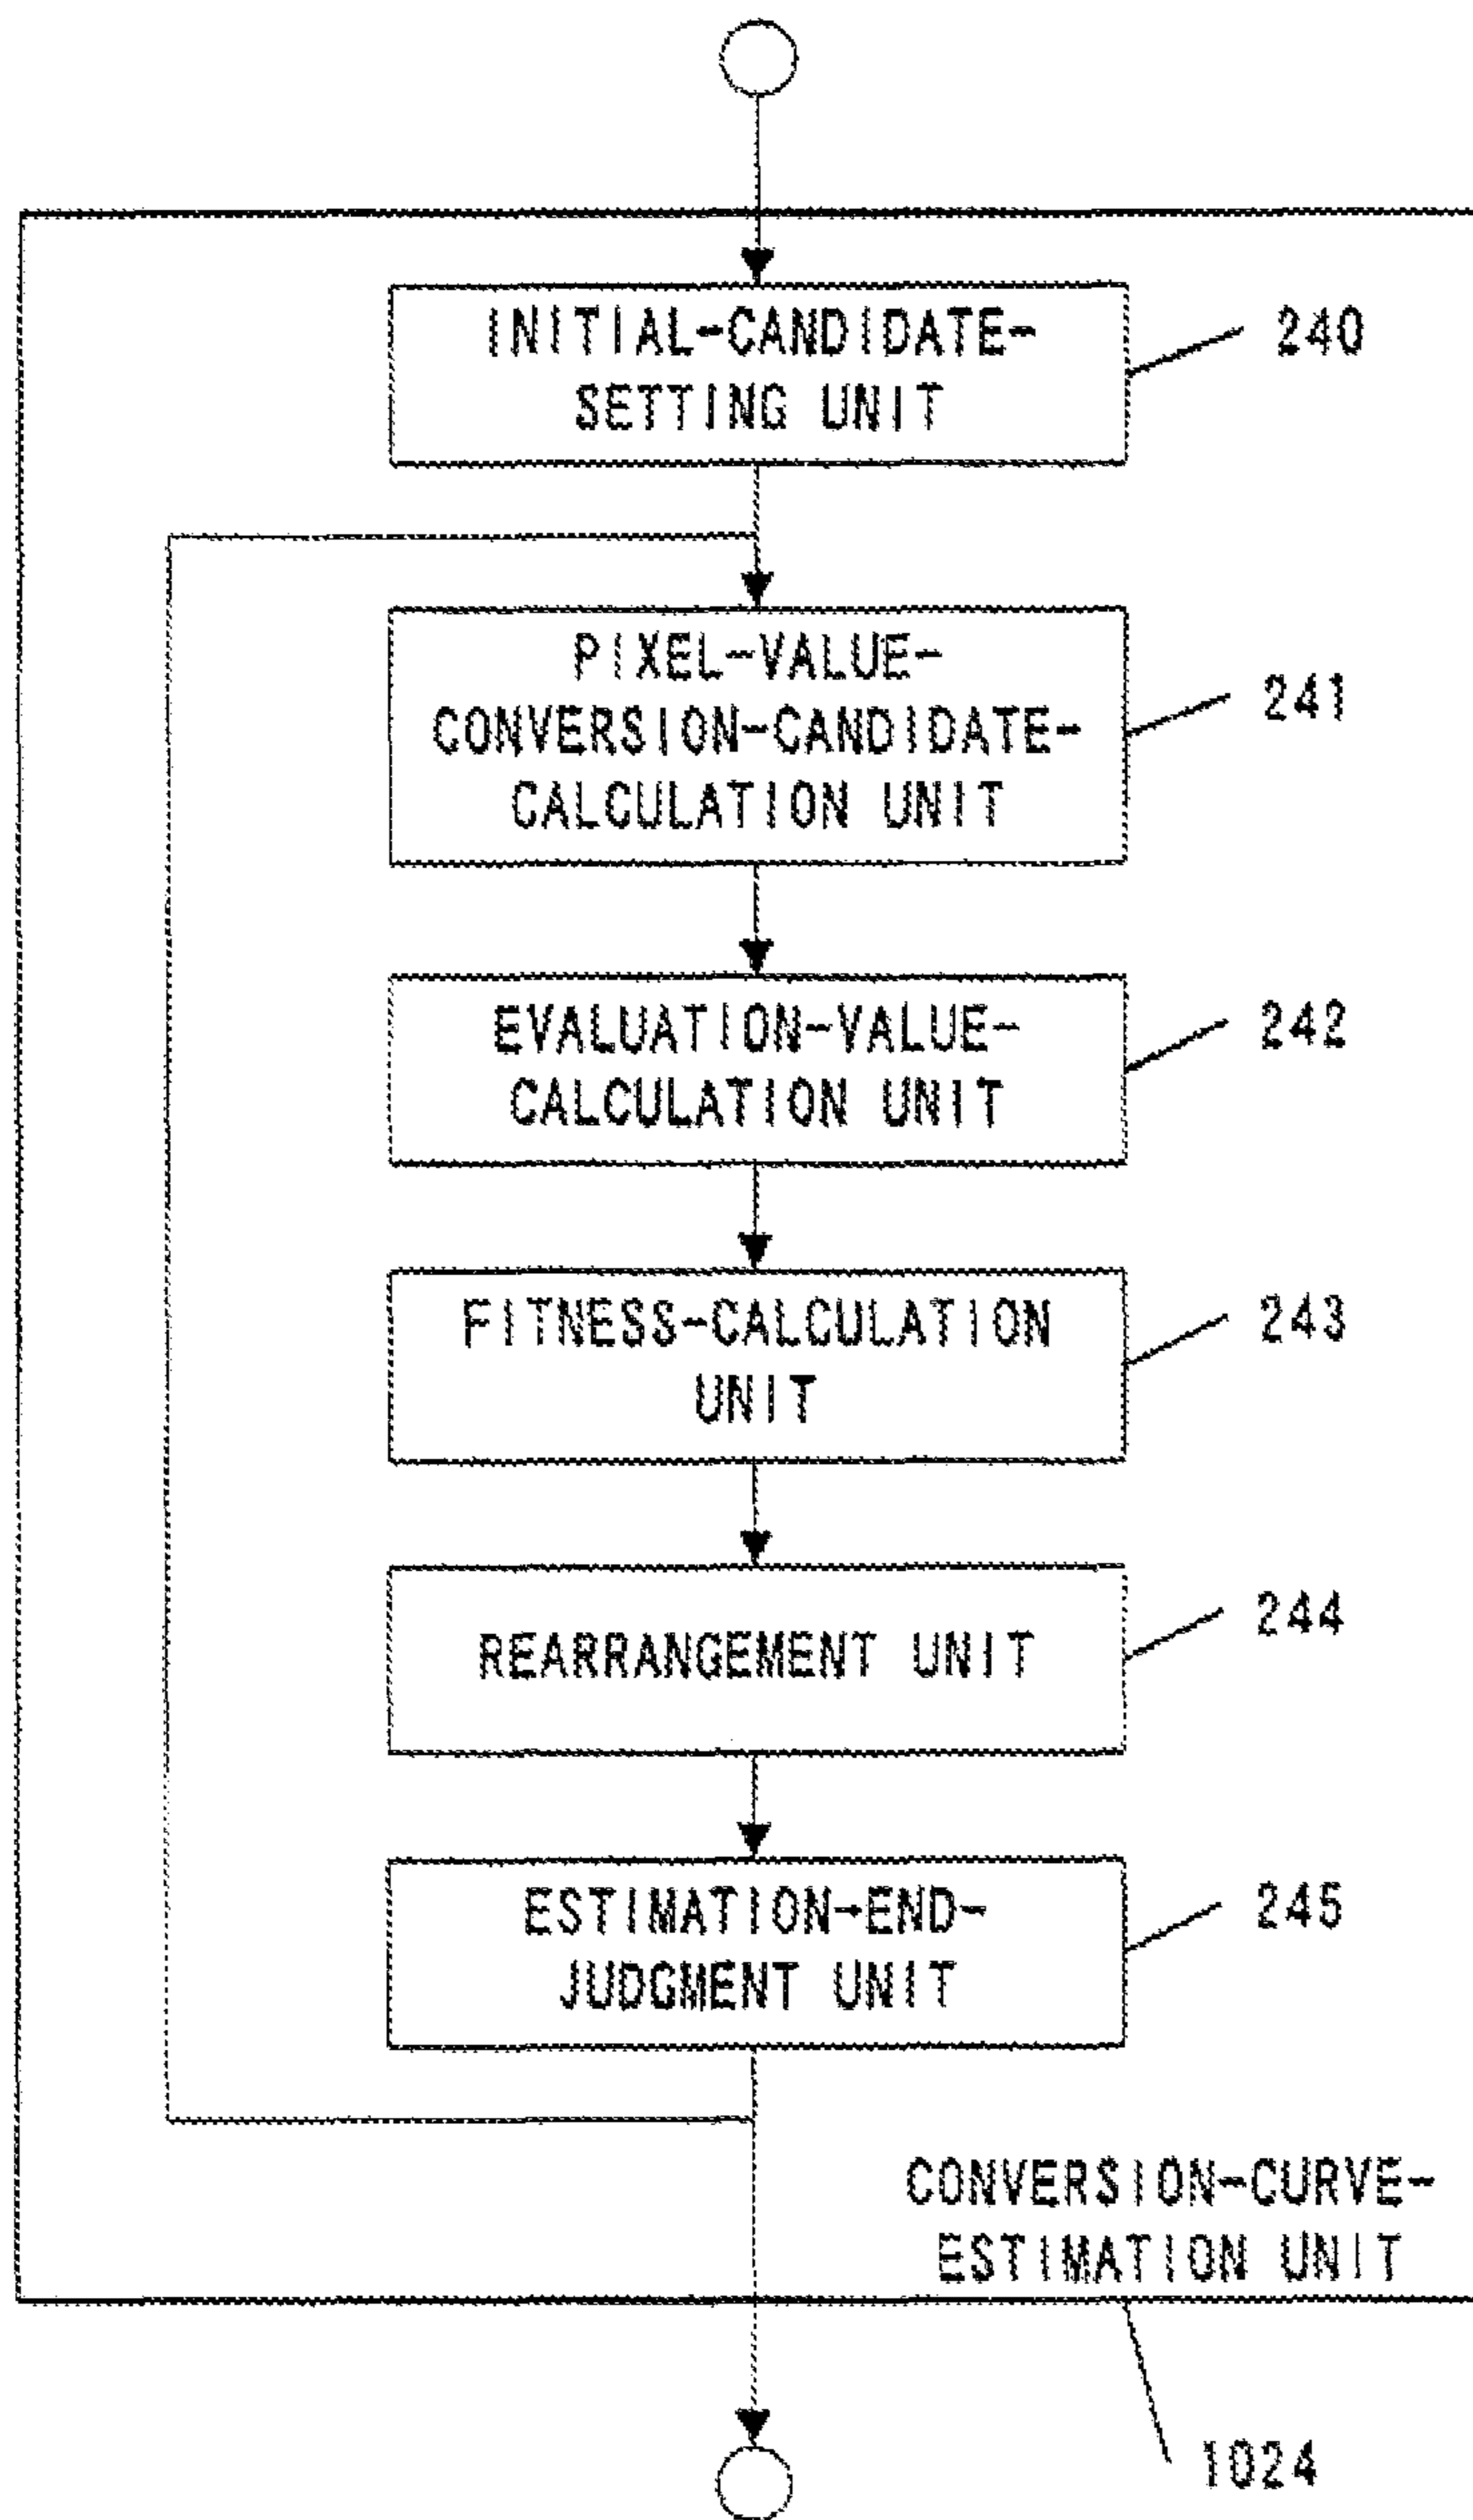 INITIAL-CANDIDATE-
SETTING UNIT
240
PIXEL-VALUE-
CONVERSION-CANDIDATE-
CALCULATION UNIT
241
EVALUATION-VALUE-
CALCULATION UNIT
242
FITNESS-CALCULATION
UNIT
243
REARRANGEMENT UNIT
244
ESTIMATION-END-
JUDGMENT UNIT
245
CONVERSION-CURVE-
ESTIMATION UNIT
1024